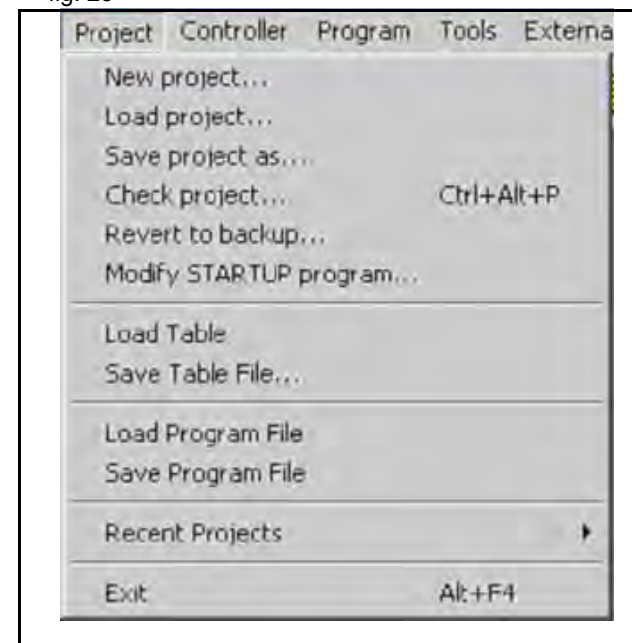 Project Controller Program Tools Externa
New project...
Load project...
Save project as...
Check project... Ctrl+Alt+P
Revert to backup...
Modify STARTUP program...
Load Table
Save Table File...
Load Program File
Save Program File
Recent Projects
Exit Alt+F4